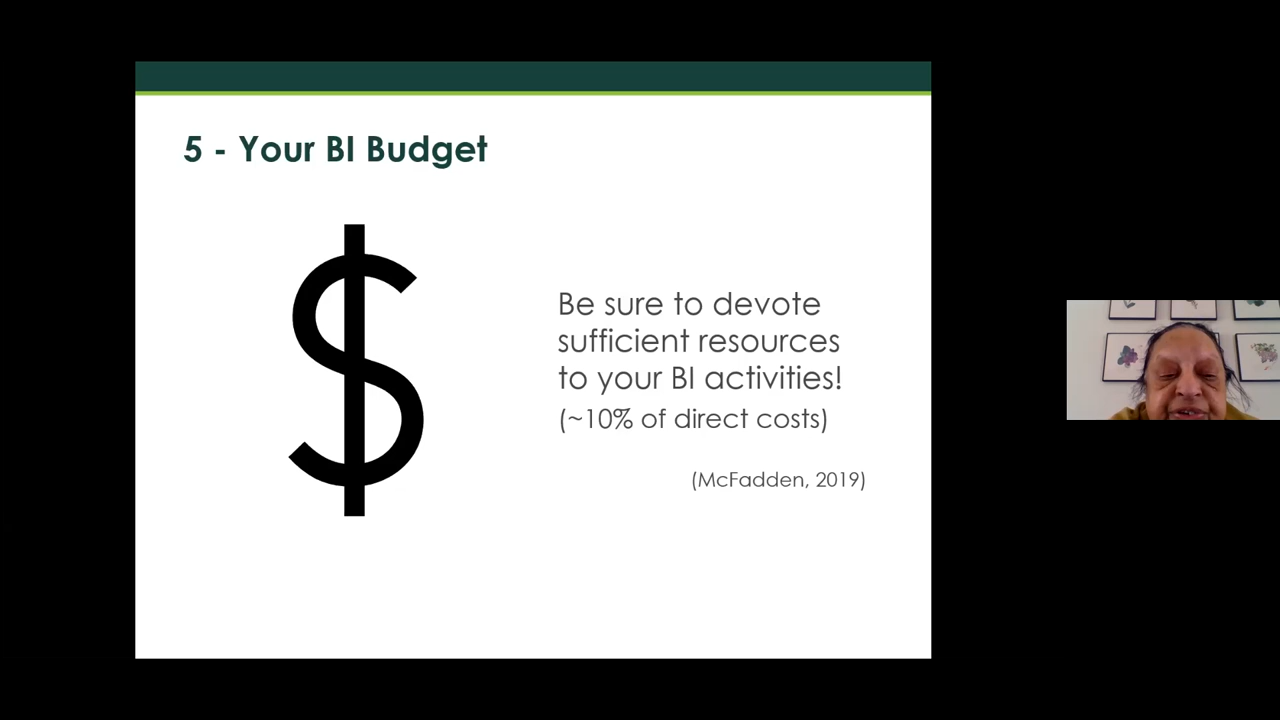 5 - Your BI Budget
Be sure to devote
sufficient resources
to your BI activities!
(~10% of direct costs)
(McFadden, 2019)